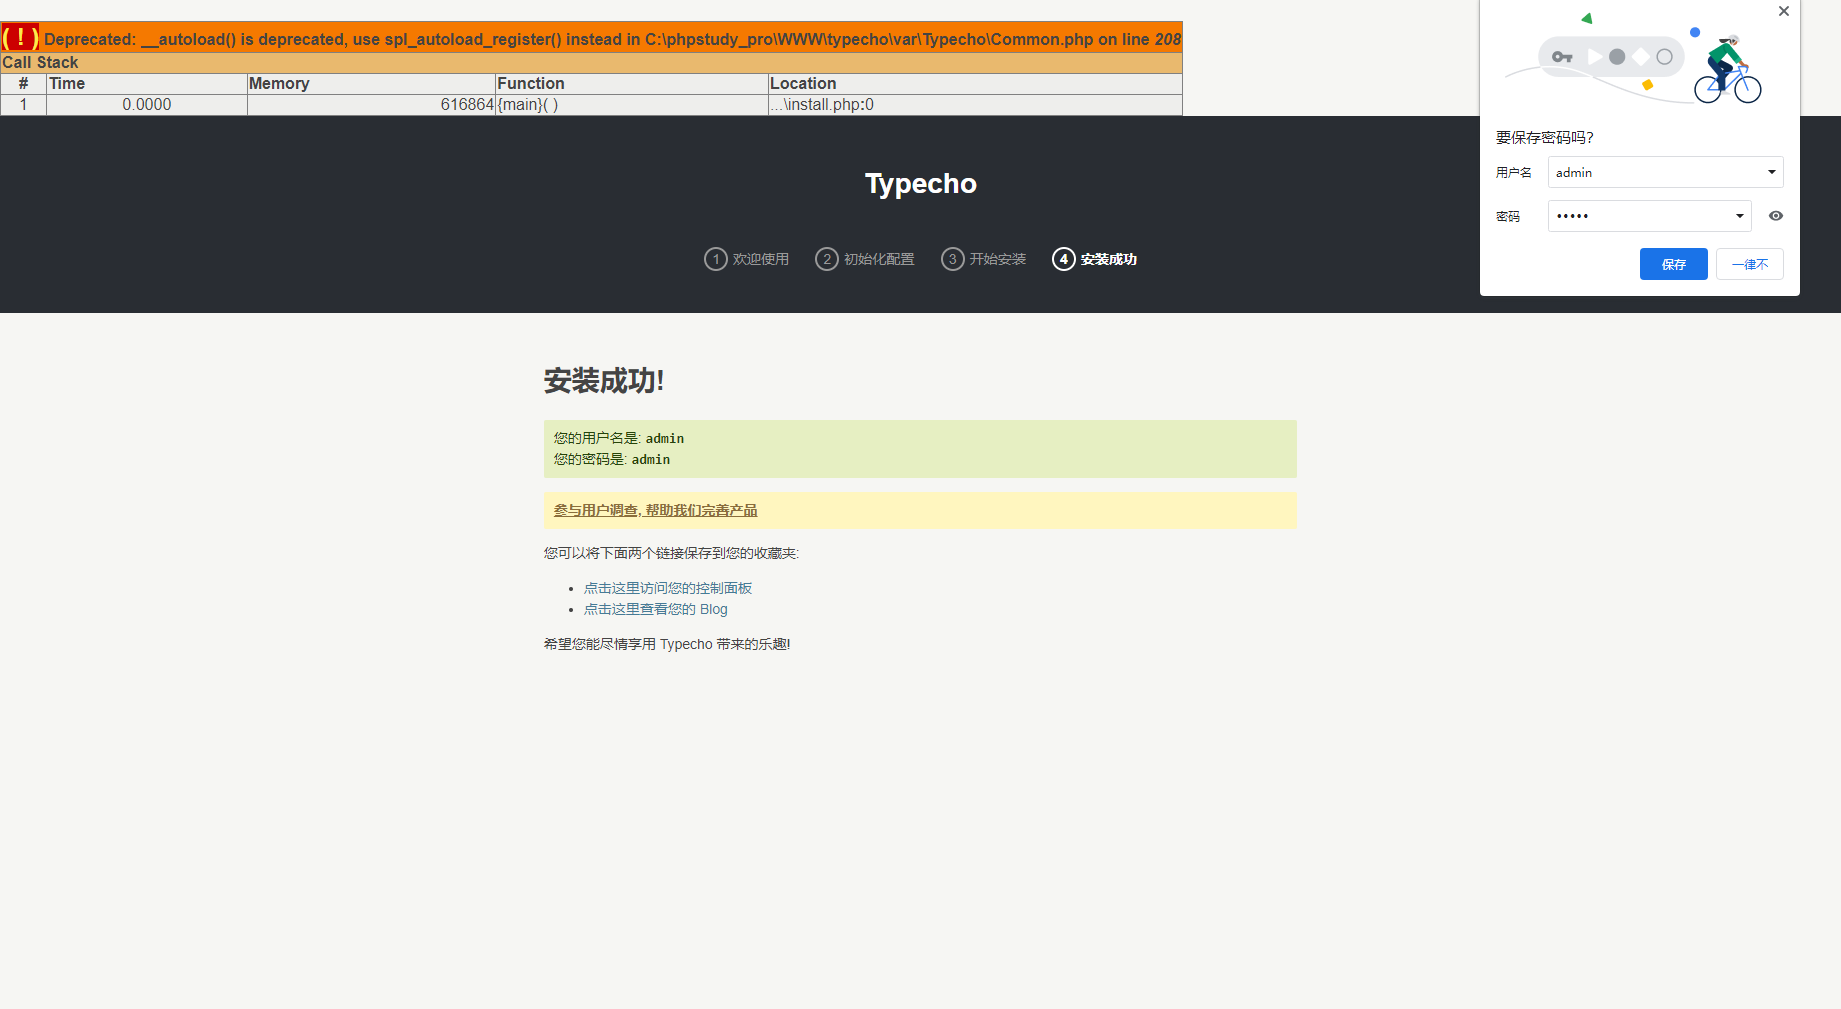 ( ! ) Deprecated: __autoload() is deprecated, use spl_autoload_register() instead in C:\phpstudy_pro\WWW\typecho\var\Typecho\Common.php on line 208
Call Stack
# Time Memory Function Location
1 0.0000 616864 {main}( ) ...\install.php:0
要保存密码吗?
用户名 admin
密码 •••••
保存 一律不
Typecho
1 欢迎使用 2 初始化配置 3 开始安装 4 安装成功
安装成功!
您的用户名是: admin
您的密码是: admin
参与用户调查, 帮助我们完善产品
您可以将下面两个链接保存到您的收藏夹:
点击这里访问您的控制面板
点击这里查看您的 Blog
希望您能尽情享用 Typecho 带来的乐趣!